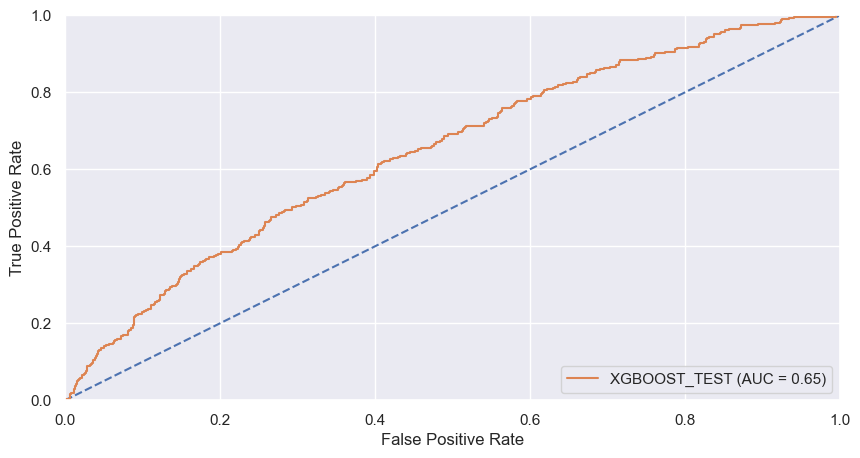 1.0
0.8
0.6
0.4
0.2
0.0
True Positive Rate
XGBOOST_TEST (AUC = 0.65)
0.0 0.2 0.4 0.6 0.8 1.0
False Positive Rate